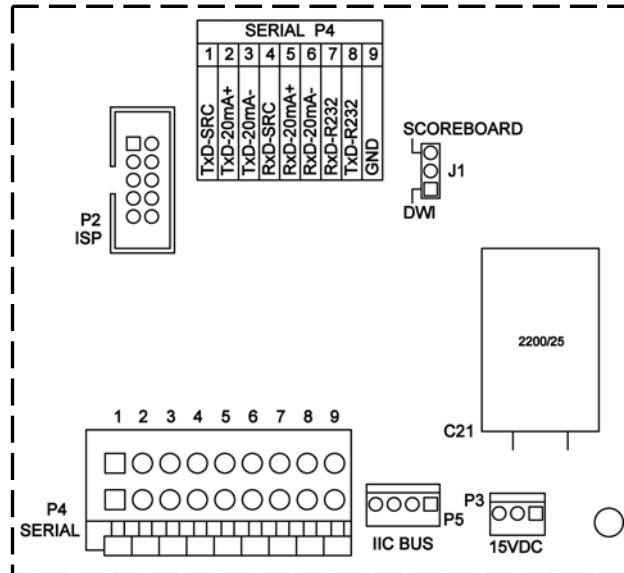 SERIAL P4
1 2 3 4 5 6 7 8 9
TxD-SRC
TxD-20mA+
TxD-20mA-
RxD-SRC
RxD-20mA+
RxD-20mA-
RxD-R232
TxD-R232
GND
SCOREBOARD
J1
DWI
P2
ISP
2200/25
C21
1 2 3 4 5 6 7 8 9
P4
SERIAL
P5
IIC BUS
P3
15VDC